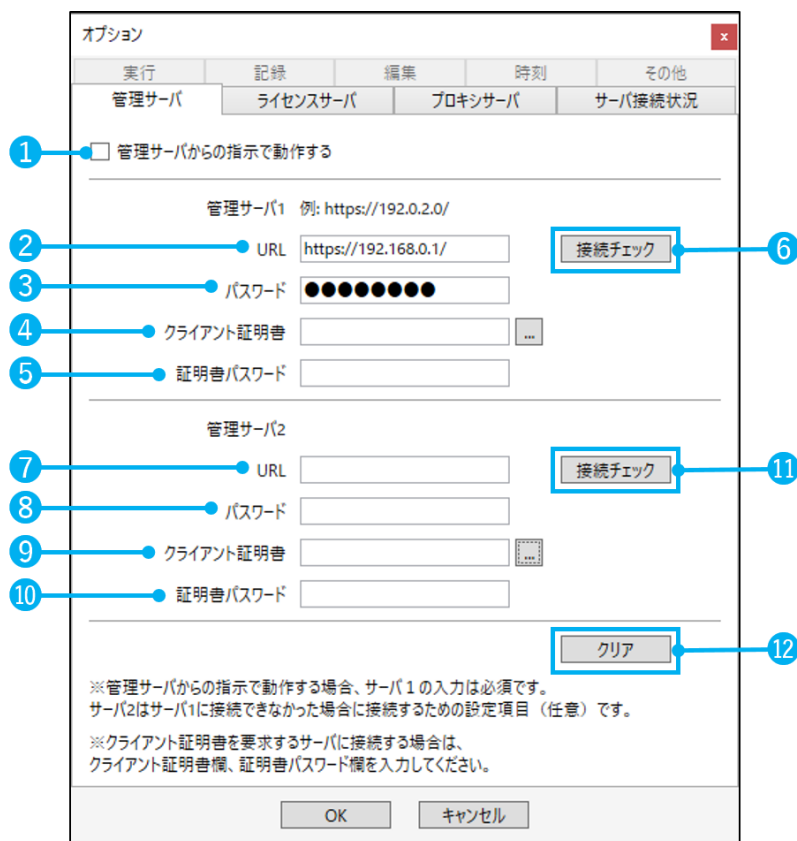 オプション
x
実行 記録 編集 時刻 その他
管理サーバ ライセンスサーバ プロキシサーバ サーバ接続状況
1 管理サーバからの指示で動作する
管理サーバ1 例: https://192.0.2.0/
2 URL https://192.168.0.1/ 接続チェック 6
3 パスワード ●●●●●●●●
4 クライアント証明書 ...
5 証明書パスワード
管理サーバ2
7 URL 接続チェック 11
8 パスワード
9 クライアント証明書 ...
10 証明書パスワード
クリア 12
※管理サーバからの指示で動作する場合、サーバ１の入力は必須です。
サーバ2はサーバ1に接続できなかった場合に接続するための設定項目（任意）です。
※クライアント証明書を要求するサーバに接続する場合は、
クライアント証明書欄、証明書パスワード欄を入力してください。
OK キャンセル